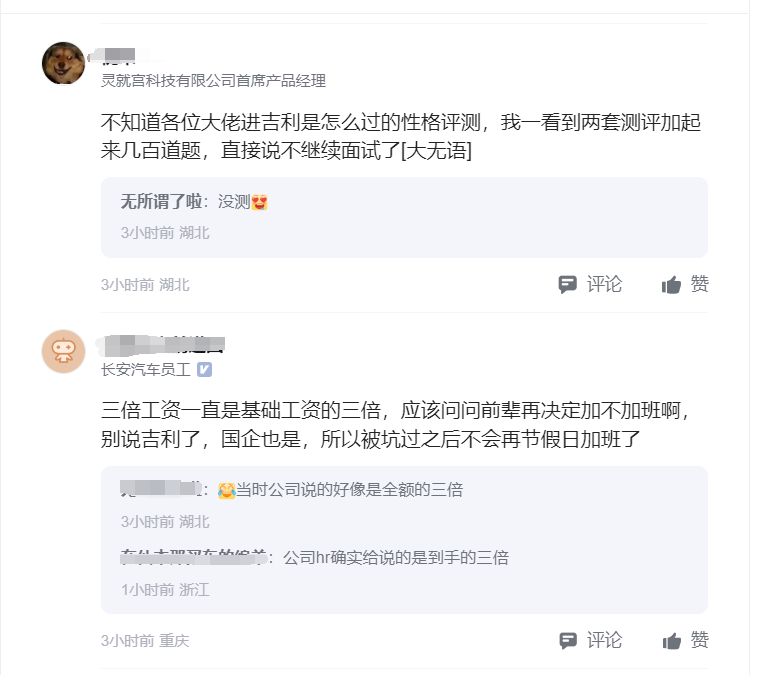 灵就宫科技有限公司首席产品经理
不知道各位大佬进吉利是怎么过的性格评测，我一看到两套测评加起
来几百道题，直接说不继续面试了[大无语]
无所谓了啦：没测
3小时前 湖北
3小时前 湖北
评论 赞
长安汽车员工
三倍工资一直是基础工资的三倍，应该问问前辈再决定加不加班啊，
别说吉利了，国企也是，所以被坑过之后不会再节假日加班了
：当时公司说的好像是全额的三倍
3小时前 湖北
：公司hr确实给说的是到手的三倍
1小时前 浙江
3小时前 重庆
评论 赞